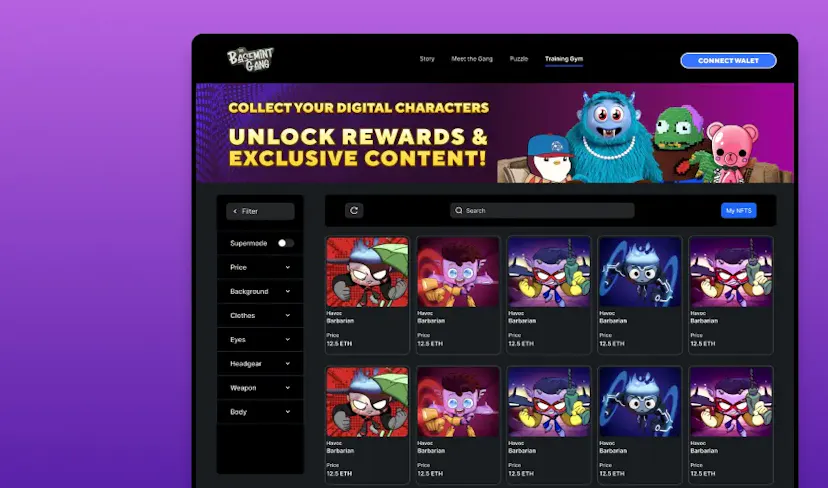 THE
BASEMINT
GANG
Story Meet the Gang Puzzle Training Gym CONNECT WALET
COLLECT YOUR DIGITAL CHARACTERS
UNLOCK REWARDS &
EXCLUSIVE CONTENT!
< Filter
Search
My NFTS
Supermade
Price
Background
Clothes
Eyes
Headgear
Weapon
Body
Havoc Havoc Havoc Havoc Havoc
Barbarian Barbarian Barbarian Barbarian Barbarian
Price Price Price Price Price
12.5 ETH 12.5 ETH 12.5 ETH 12.5 ETH 12.5 ETH
Havoc Havoc Havoc Havoc Havoc
Barbarian Barbarian Barbarian Barbarian Barbarian
Price Price Price Price Price
12.5 ETH 12.5 ETH 12.5 ETH 12.5 ETH 12.5 ETH